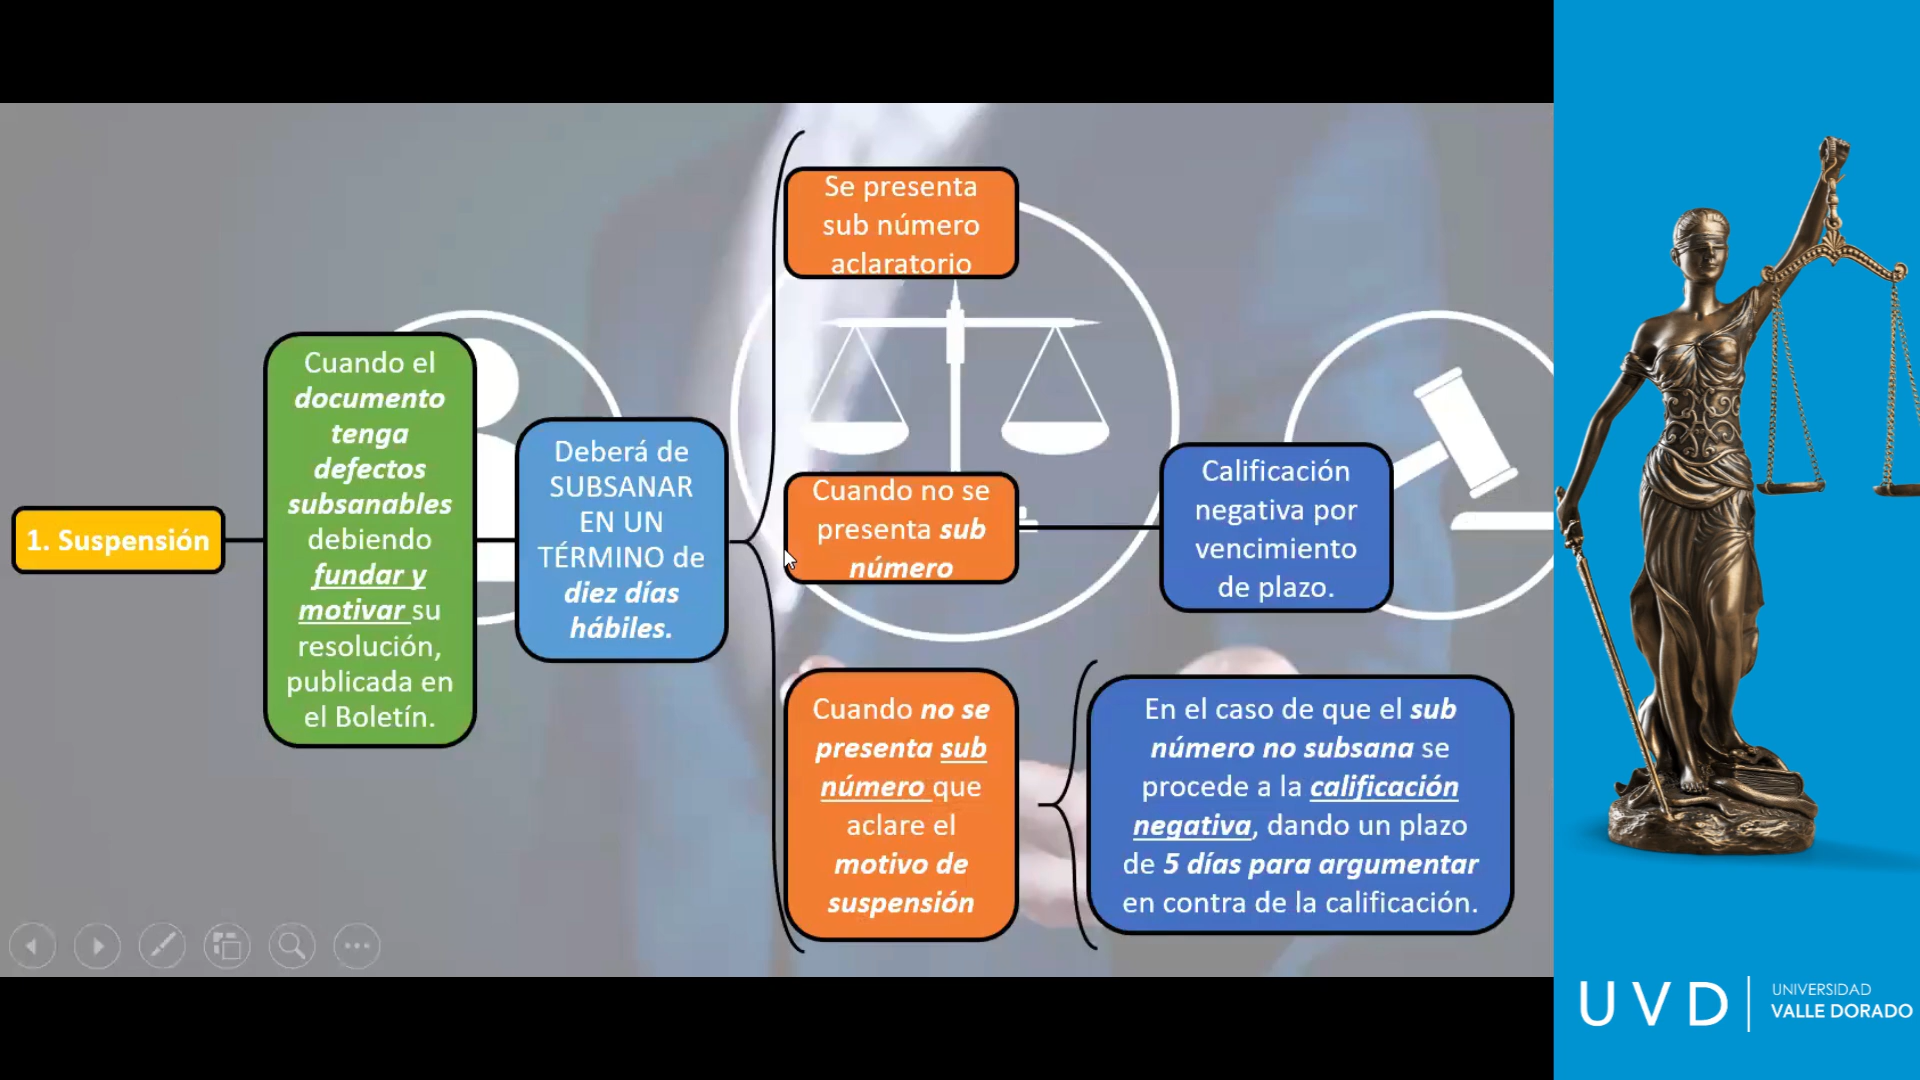 1. Suspensión
Cuando el
documento
tenga
defectos
subsanables
debiendo
fundar y
motivar su
resolución,
publicada en
el Boletín.
Deberá de
SUBSANAR
EN UN
TÉRMINO de
diez días
hábiles.
Se presenta
sub número
aclaratorio
Cuando no se
presenta sub
número
Calificación
negativa por
vencimiento
de plazo.
Cuando no se
presenta sub
número que
aclare el
motivo de
suspensión
En el caso de que el sub
número no subsana se
procede a la calificación
negativa, dando un plazo
de 5 días para argumentar
en contra de la calificación.
UVD
UNIVERSIDAD
VALLE DORADO